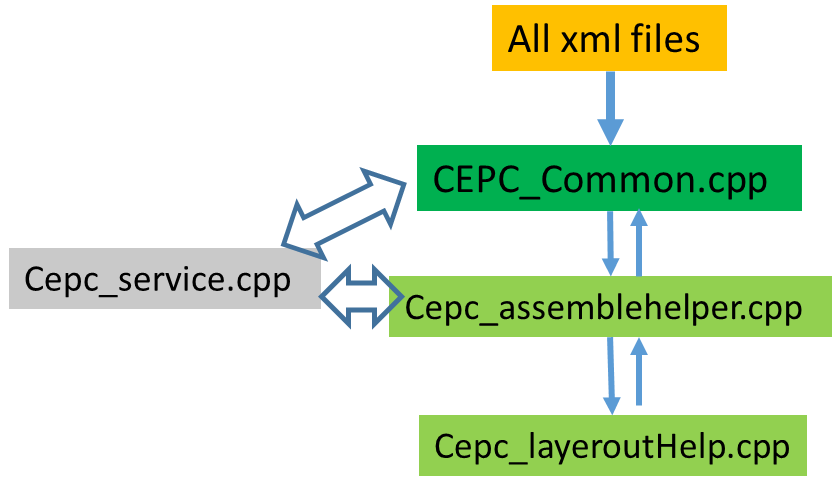 All xml files
CEPC_Common.cpp
Cepc_service.cpp
Cepc_assemblehelper.cpp
Cepc_layeroutHelp.cpp